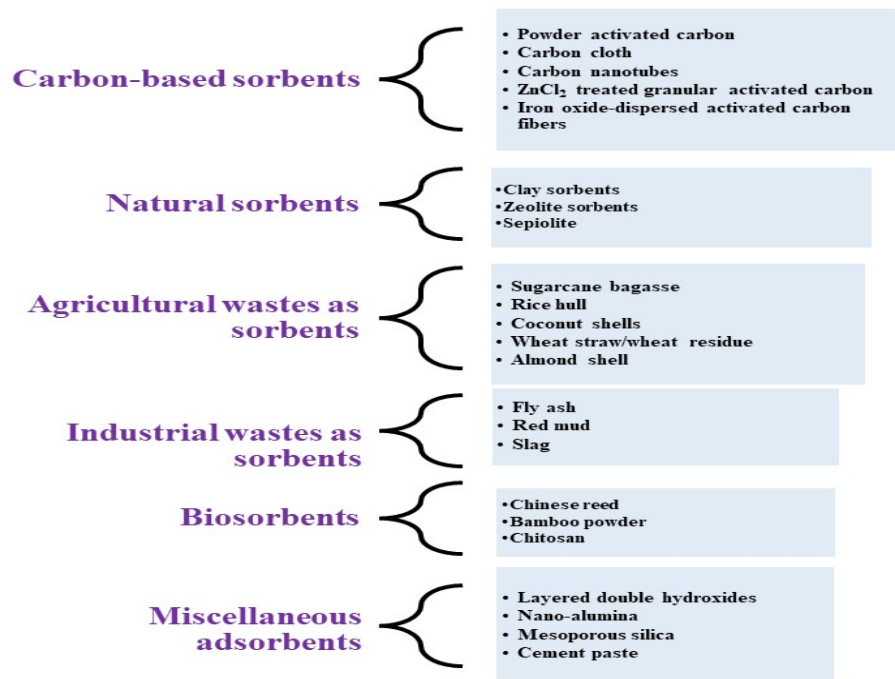 Carbon-based sorbents
• Powder activated carbon
• Carbon cloth
• Carbon nanotubes
• ZnCl₂ treated granular activated carbon
• Iron oxide-dispersed activated carbon
fibers
Natural sorbents
•Clay sorbents
•Zeolite sorbents
•Sepiolite
Agricultural wastes as
sorbents
• Sugarcane bagasse
• Rice hull
• Coconut shells
• Wheat straw/wheat residue
• Almond shell
Industrial wastes as
sorbents
• Fly ash
• Red mud
• Slag
Biosorbents
•Chinese reed
•Bamboo powder
•Chitosan
Miscellaneous
adsorbents
• Layered double hydroxides
• Nano-alumina
• Mesoporous silica
• Cement paste